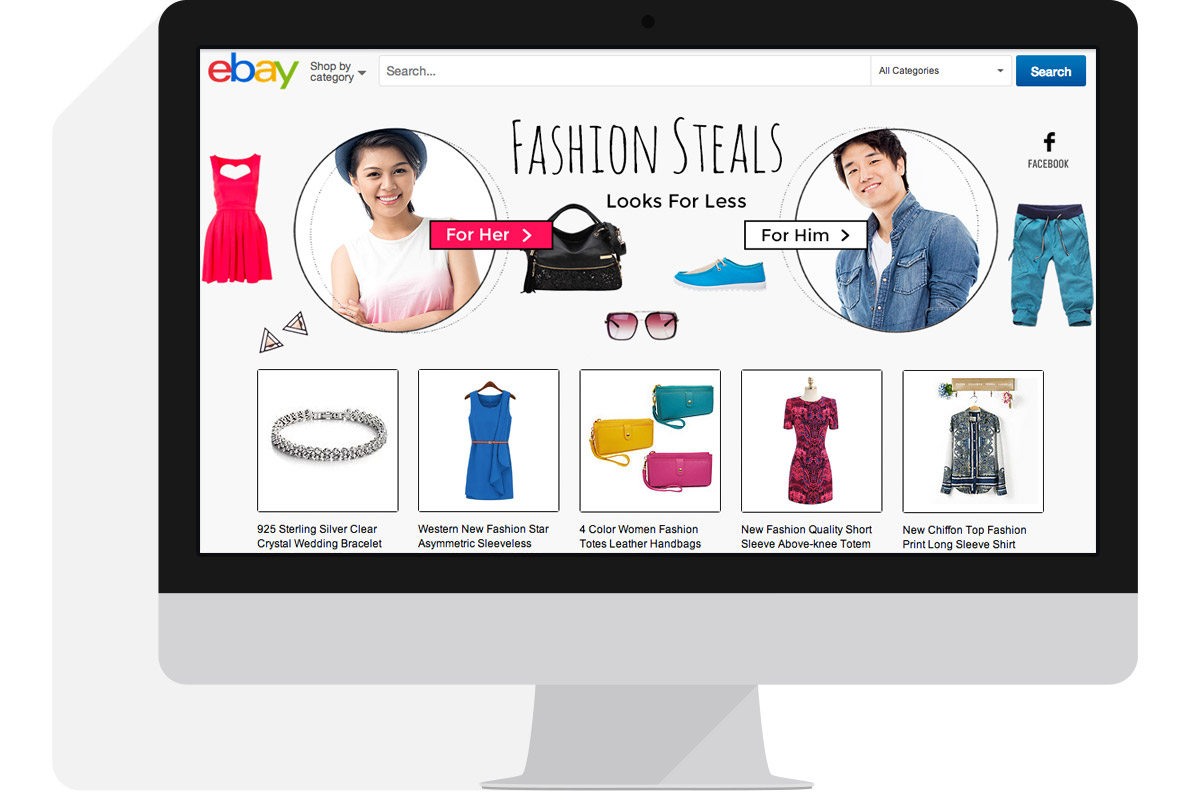 ebay
Shop by
category
Search...
All Categories
Search
FASHION STEALS
Looks For Less
For Her
For Him
f
FACEBOOK
925 Sterling Silver Clear
Crystal Wedding Bracelet
Western New Fashion Star
Asymmetric Sleeveless
4 Color Women Fashion
Totes Leather Handbags
New Fashion Quality Short
Sleeve Above-knee Totem
New Chiffon Top Fashion
Print Long Sleeve Shirt